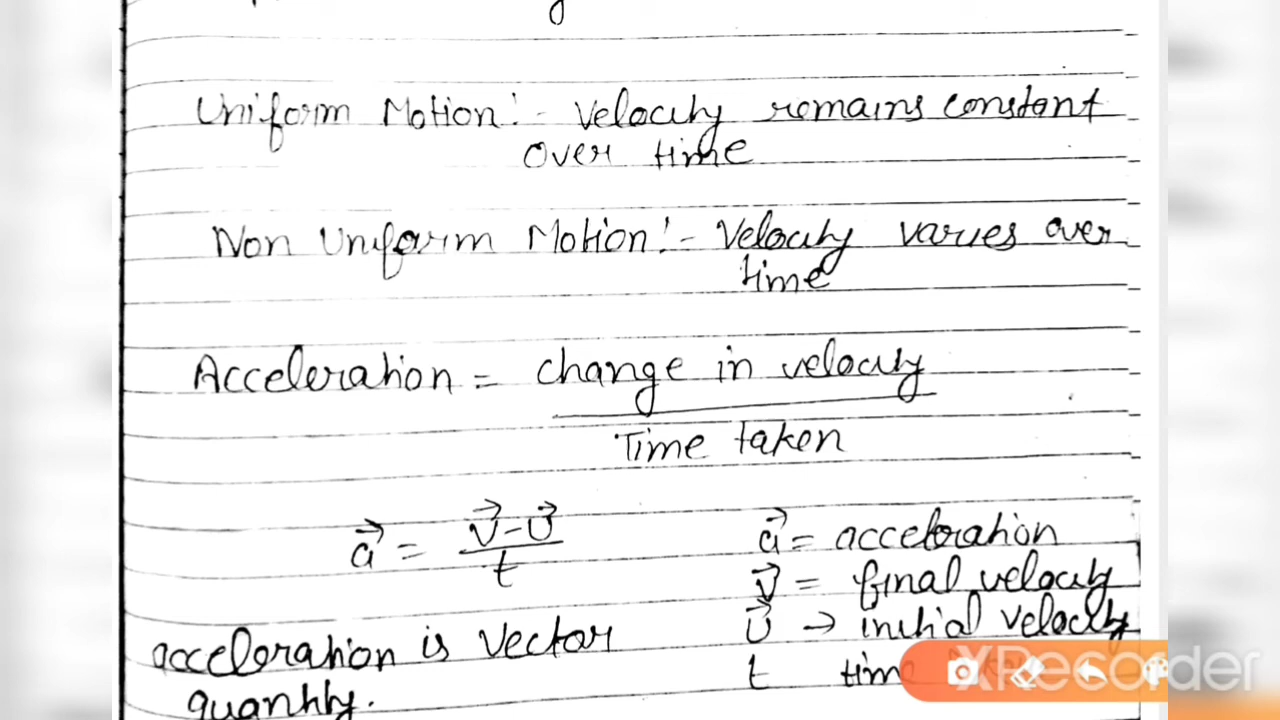 Uniform Motion:- Velocity remains constant
over time
Non Uniform Motion:- Velocity varies over
time
Acceleration = change in velocity
Time taken
a⃗ = v⃗-u⃗ / t
a⃗ = acceleration
v⃗ = final velocity
u⃗ → initial velocity
t time
acceleration is vector
quantity.
XRecorder